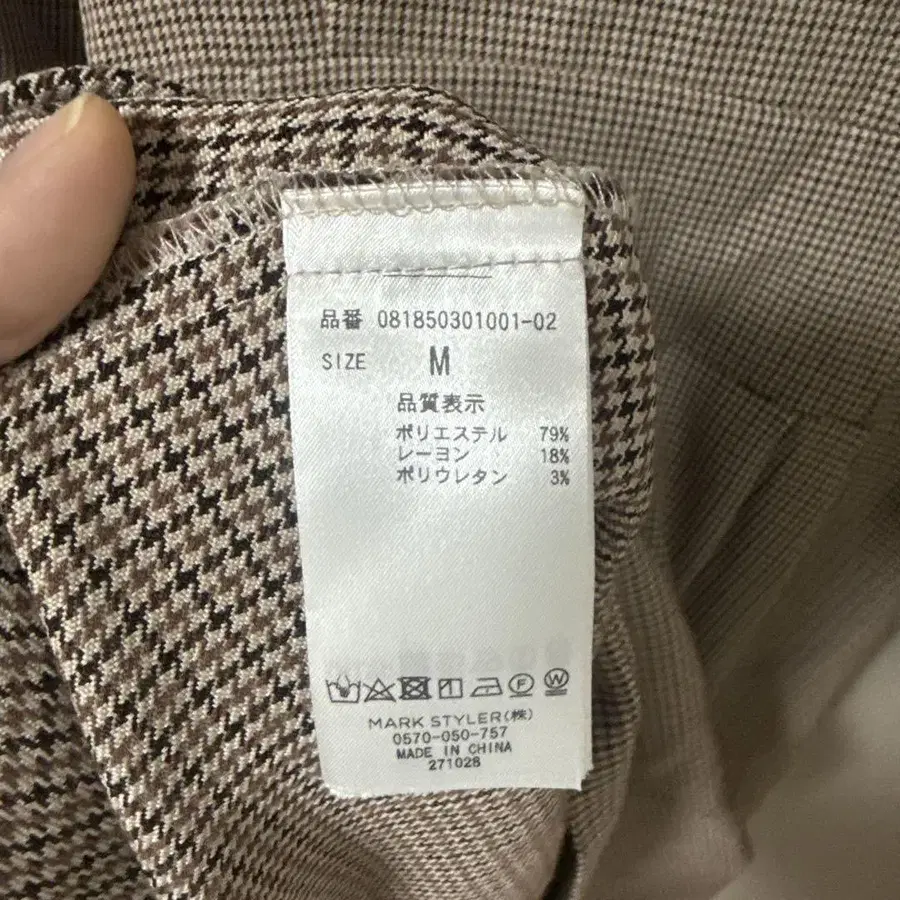 品番 081850301001-02
SIZE M
品質表示
ポリエステル 79%
レーヨン 18%
ポリウレタン 3%
F W
MARK STYLER(株)
0570-050-757
MADE IN CHINA
271028